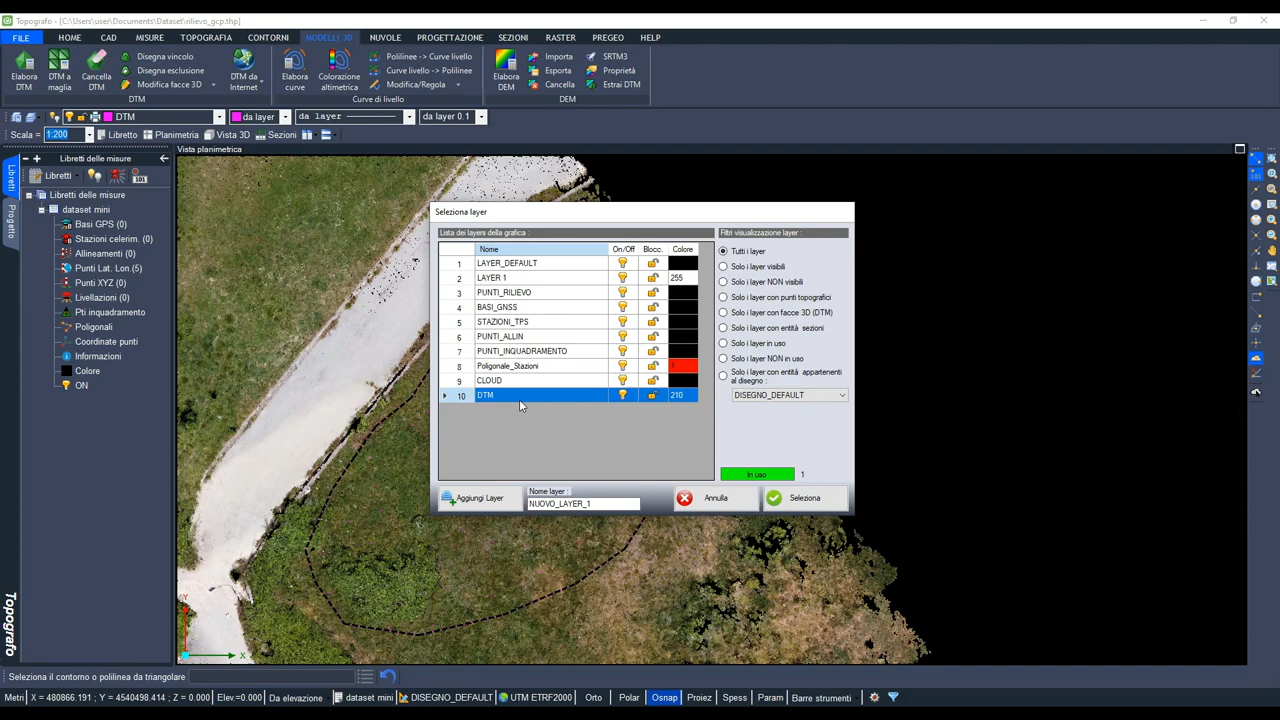 Topografo - [C:\Users\user\Documents\Dataset\rilievo_gcp.thp]
FILE HOME CAD MISURE TOPOGRAFIA CONTORNI MODELLI 3D NUVOLE PROGETTAZIONE SEZIONI RASTER PREGEO HELP
Elabora DTM
DTM a maglia
Cancella DTM
Disegna vincolo
Disegna esclusione
Modifica facce 3D
DTM da Internet
Elabora curve
Colorazione altimetrica
Polilinee -> Curve livello
Curve livello -> Polilinee
Modifica/Regola
Elabora DEM
Importa
Esporta
Cancella
SRTM3
Proprietà
Estrai DTM
DTM Curve di livello DEM
DTM da layer da layer da layer 0.1
Scala = 1:200 Libretto Planimetria Vista 3D Sezioni
Libretti delle misure
Vista planimetrica
Libretti
101
Libretti
Progetto
Libretti delle misure
dataset mini
Basi GPS (0)
Stazioni celerim. (0)
Allineamenti (0)
Punti Lat. Lon.(5)
Punti XYZ (0)
Livellazioni (0)
Pti inquadramento
Poligonali
Coordinate punti
Informazioni
Colore
ON
Topografo
Seleziona layer
Lista dei layers della grafica :
Nome On/Off Blocc. Colore
1 LAYER_DEFAULT
2 LAYER 1 255
3 PUNTI_RILIEVO
4 BASI_GNSS
5 STAZIONI_TPS
6 PUNTI_ALLIN
7 PUNTI_INQUADRAMENTO
8 Poligonale_Stazioni 1
9 CLOUD
10 DTM 210
Filtri visualizzazione layer :
Tutti i layer
Solo i layer visibili
Solo i layer NON visibili
Solo i layer con punti topografici
Solo i layer con facce 3D (DTM)
Solo i layer con entità sezioni
Solo i layer in uso
Solo i layer NON in uso
Solo i layer con entità appartenenti
al disegno :
DISEGNO_DEFAULT
In uso 1
Aggiungi Layer
Nome layer :
NUOVO_LAYER_1
Annulla
Seleziona
Y
X
Seleziona il contorno o polilinea da triangolare
Metri X = 480866.191 ; Y = 4540498.414 ; Z = 0.000 Elev.=0.000 Da elevazione dataset mini DISEGNO_DEFAULT UTM ETRF2000 Orto Polar Osnap Proiez Spess Param Barre strumenti